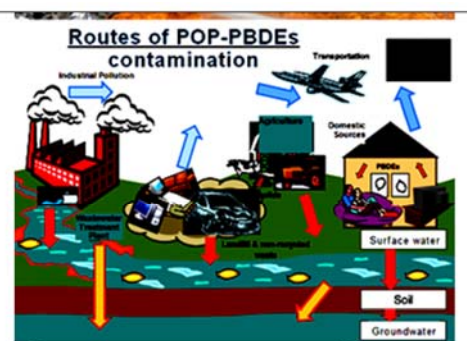 Routes of POP-PBDEs
contamination
Transportation
Industrial Pollution
Agriculture
Domestic
Sources
PBDEs
Wastewater
Treatment
Plant
Landfill & non-recycled
waste
Surface water
Soil
Groundwater